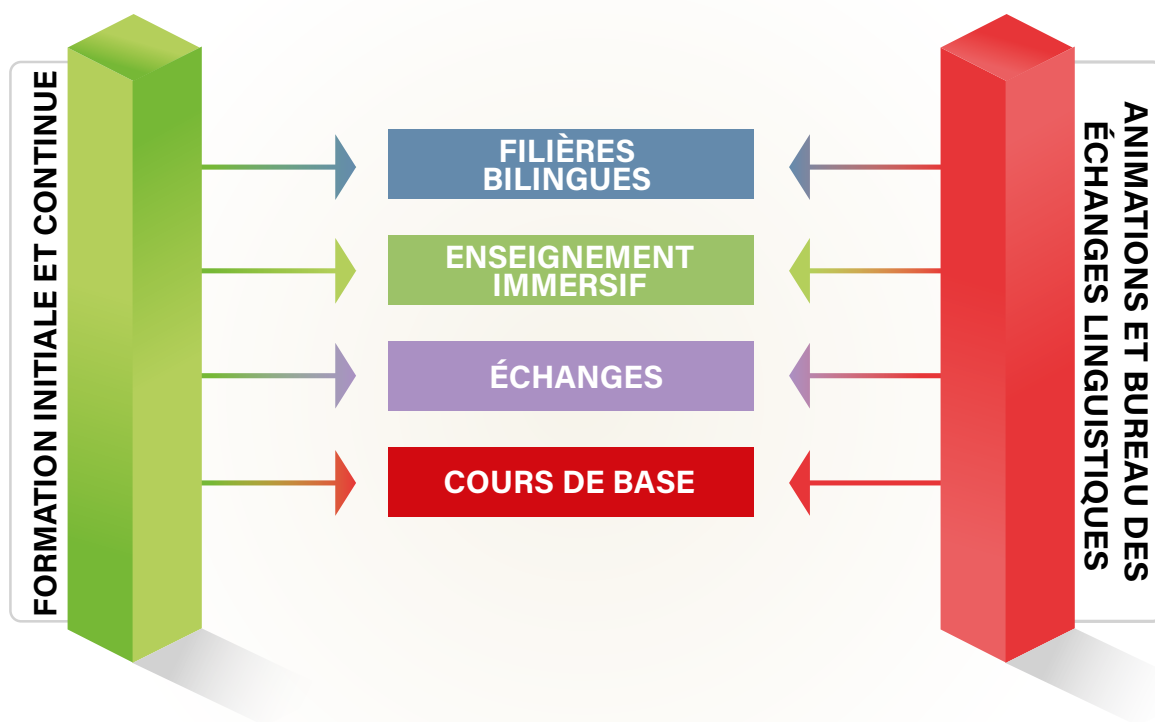 FORMATION INITIALE ET CONTINUE
FILIÈRES
BILINGUES
ENSEIGNEMENT
IMMERSIF
ÉCHANGES
COURS DE BASE
ANIMATIONS ET BUREAU DES
ÉCHANGES LINGUISTIQUES